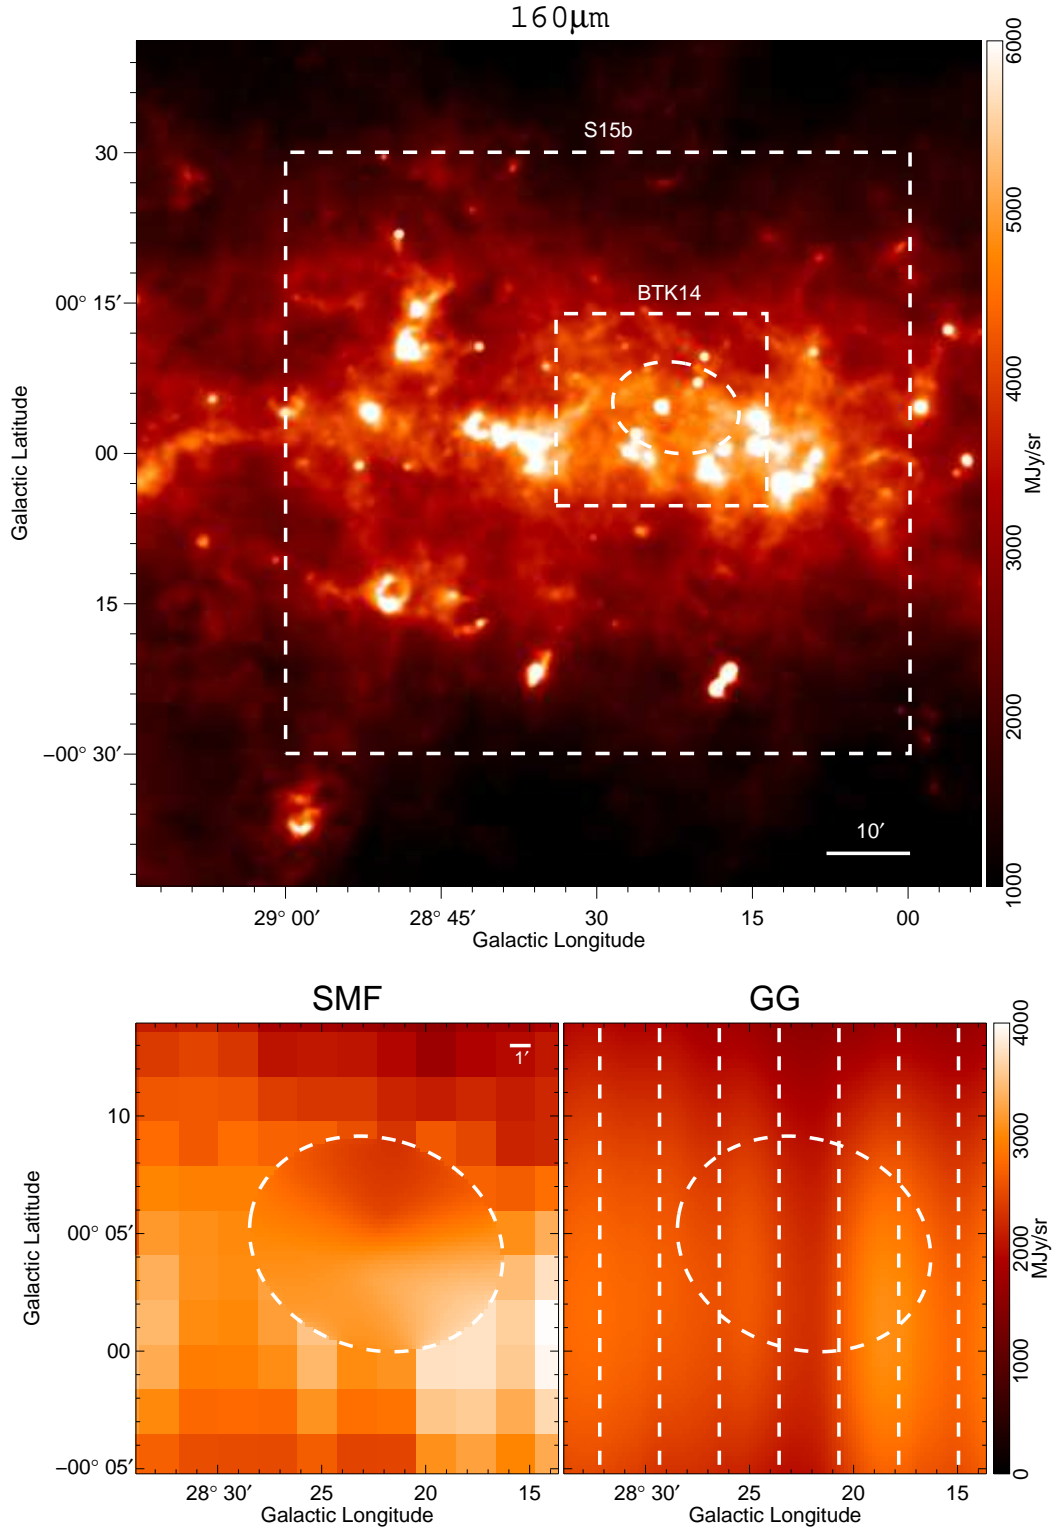 160μm
S15b
BTK14
30
00° 15′
00
15
−00° 30′
Galactic Latitude
10′
29° 00′
28° 45′
30
15
00
Galactic Longitude
6000
5000
4000
3000
2000
1000
MJy/sr
SMF
GG
1′
10
00° 05′
00
−00° 05′
Galactic Latitude
28° 30′
25
20
15
Galactic Longitude
28° 30′
25
20
15
Galactic Longitude
4000
3000
2000
1000
0
MJy/sr